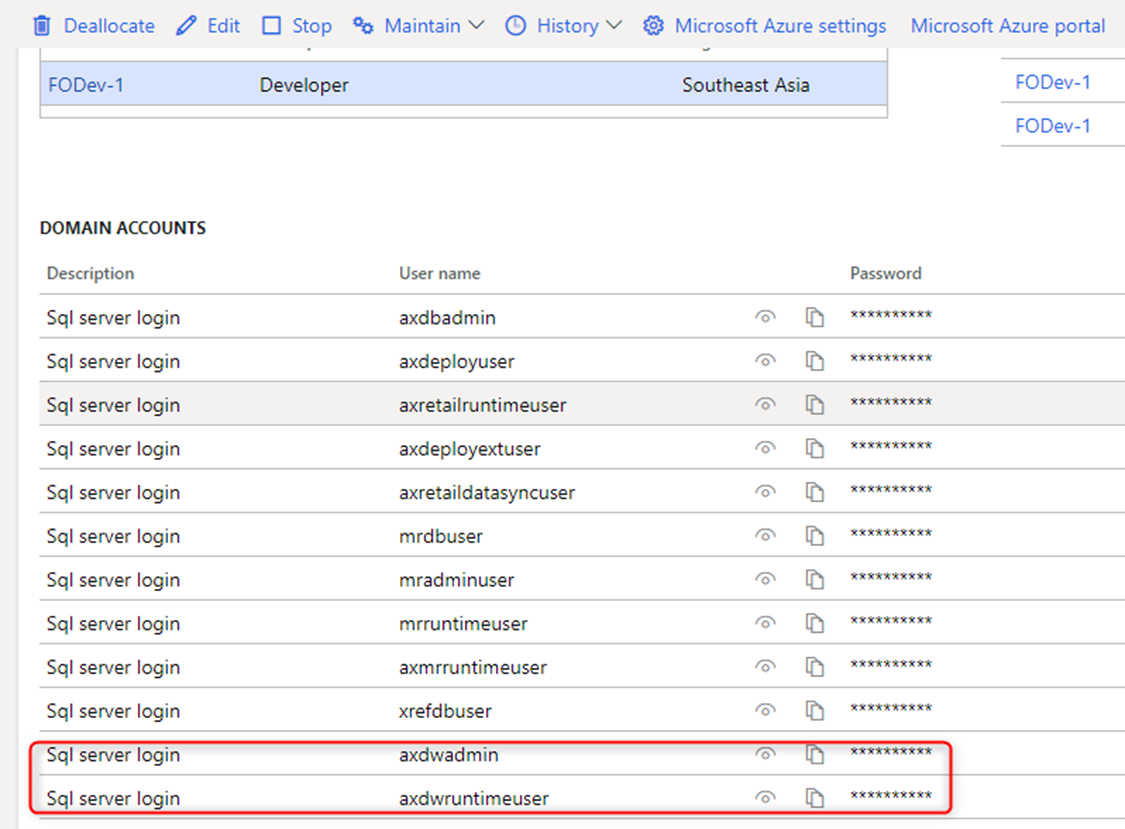 Deallocate Edit Stop Maintain History Microsoft Azure settings Microsoft Azure portal
FODev-1 Developer Southeast Asia FODev-1
FODev-1
DOMAIN ACCOUNTS
Description User name Password
Sql server login axdbadmin **********
Sql server login axdeployuser **********
Sql server login axretailruntimeuser **********
Sql server login axdeployextuser **********
Sql server login axretaildatasyncuser **********
Sql server login mrdbuser **********
Sql server login mradminuser **********
Sql server login mrruntimeuser **********
Sql server login axmrruntimeuser **********
Sql server login xrefdbuser **********
Sql server login axdwadmin **********
Sql server login axdwruntimeuser **********